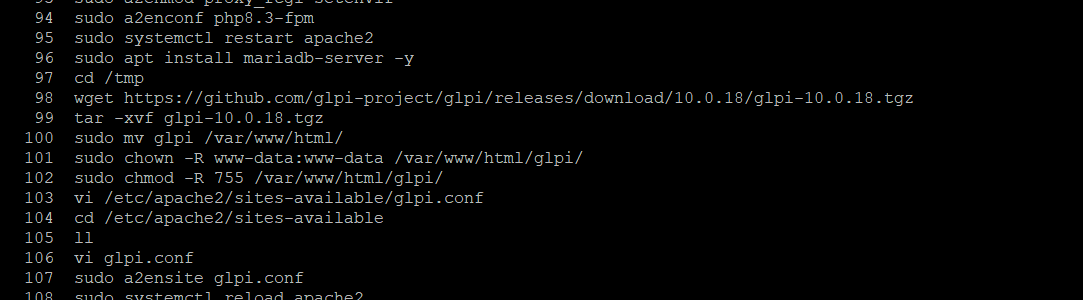 93 sudo a2enmod proxy_fcgi setenvif
94 sudo a2enconf php8.3-fpm
95 sudo systemctl restart apache2
96 sudo apt install mariadb-server -y
97 cd /tmp
98 wget https://github.com/glpi-project/glpi/releases/download/10.0.18/glpi-10.0.18.tgz
99 tar -xvf glpi-10.0.18.tgz
100 sudo mv glpi /var/www/html/
101 sudo chown -R www-data:www-data /var/www/html/glpi/
102 sudo chmod -R 755 /var/www/html/glpi/
103 vi /etc/apache2/sites-available/glpi.conf
104 cd /etc/apache2/sites-available
105 ll
106 vi glpi.conf
107 sudo a2ensite glpi.conf
108 sudo systemctl reload apache2